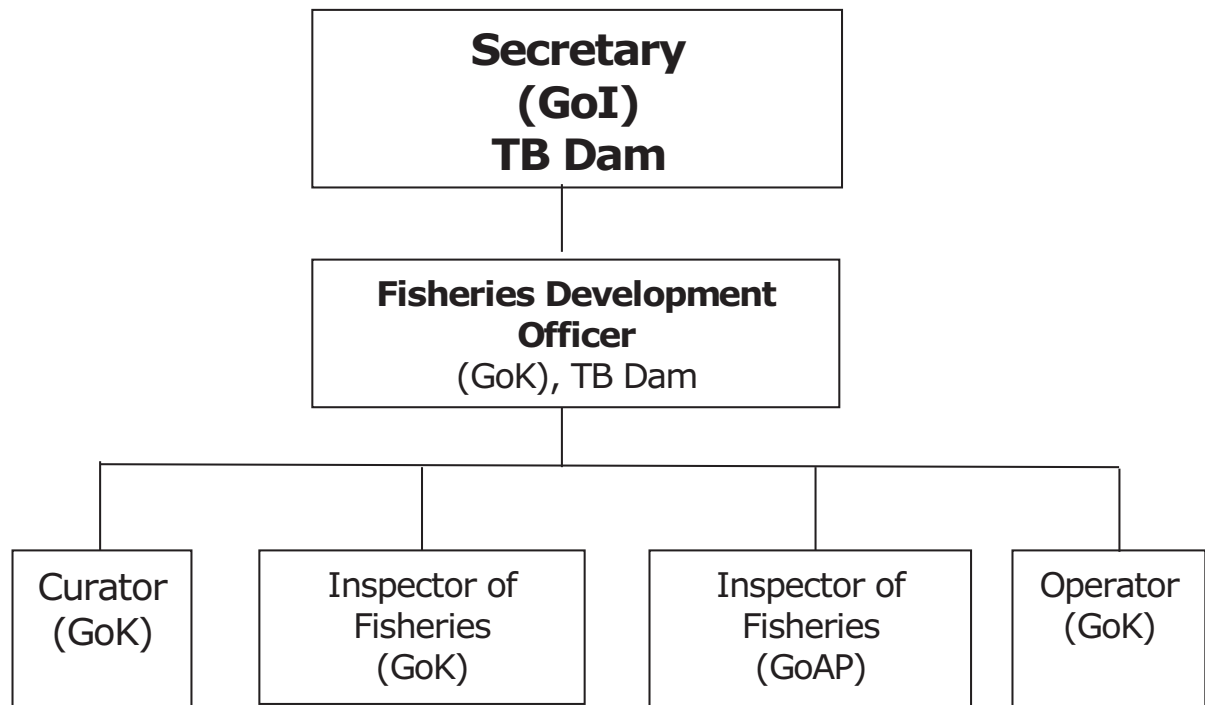 Secretary
(GoI)
TB Dam
Fisheries Development
Officer
(GoK), TB Dam
Curator
(GoK)
Inspector of
Fisheries
(GoK)
Inspector of
Fisheries
(GoAP)
Operator
(GoK)